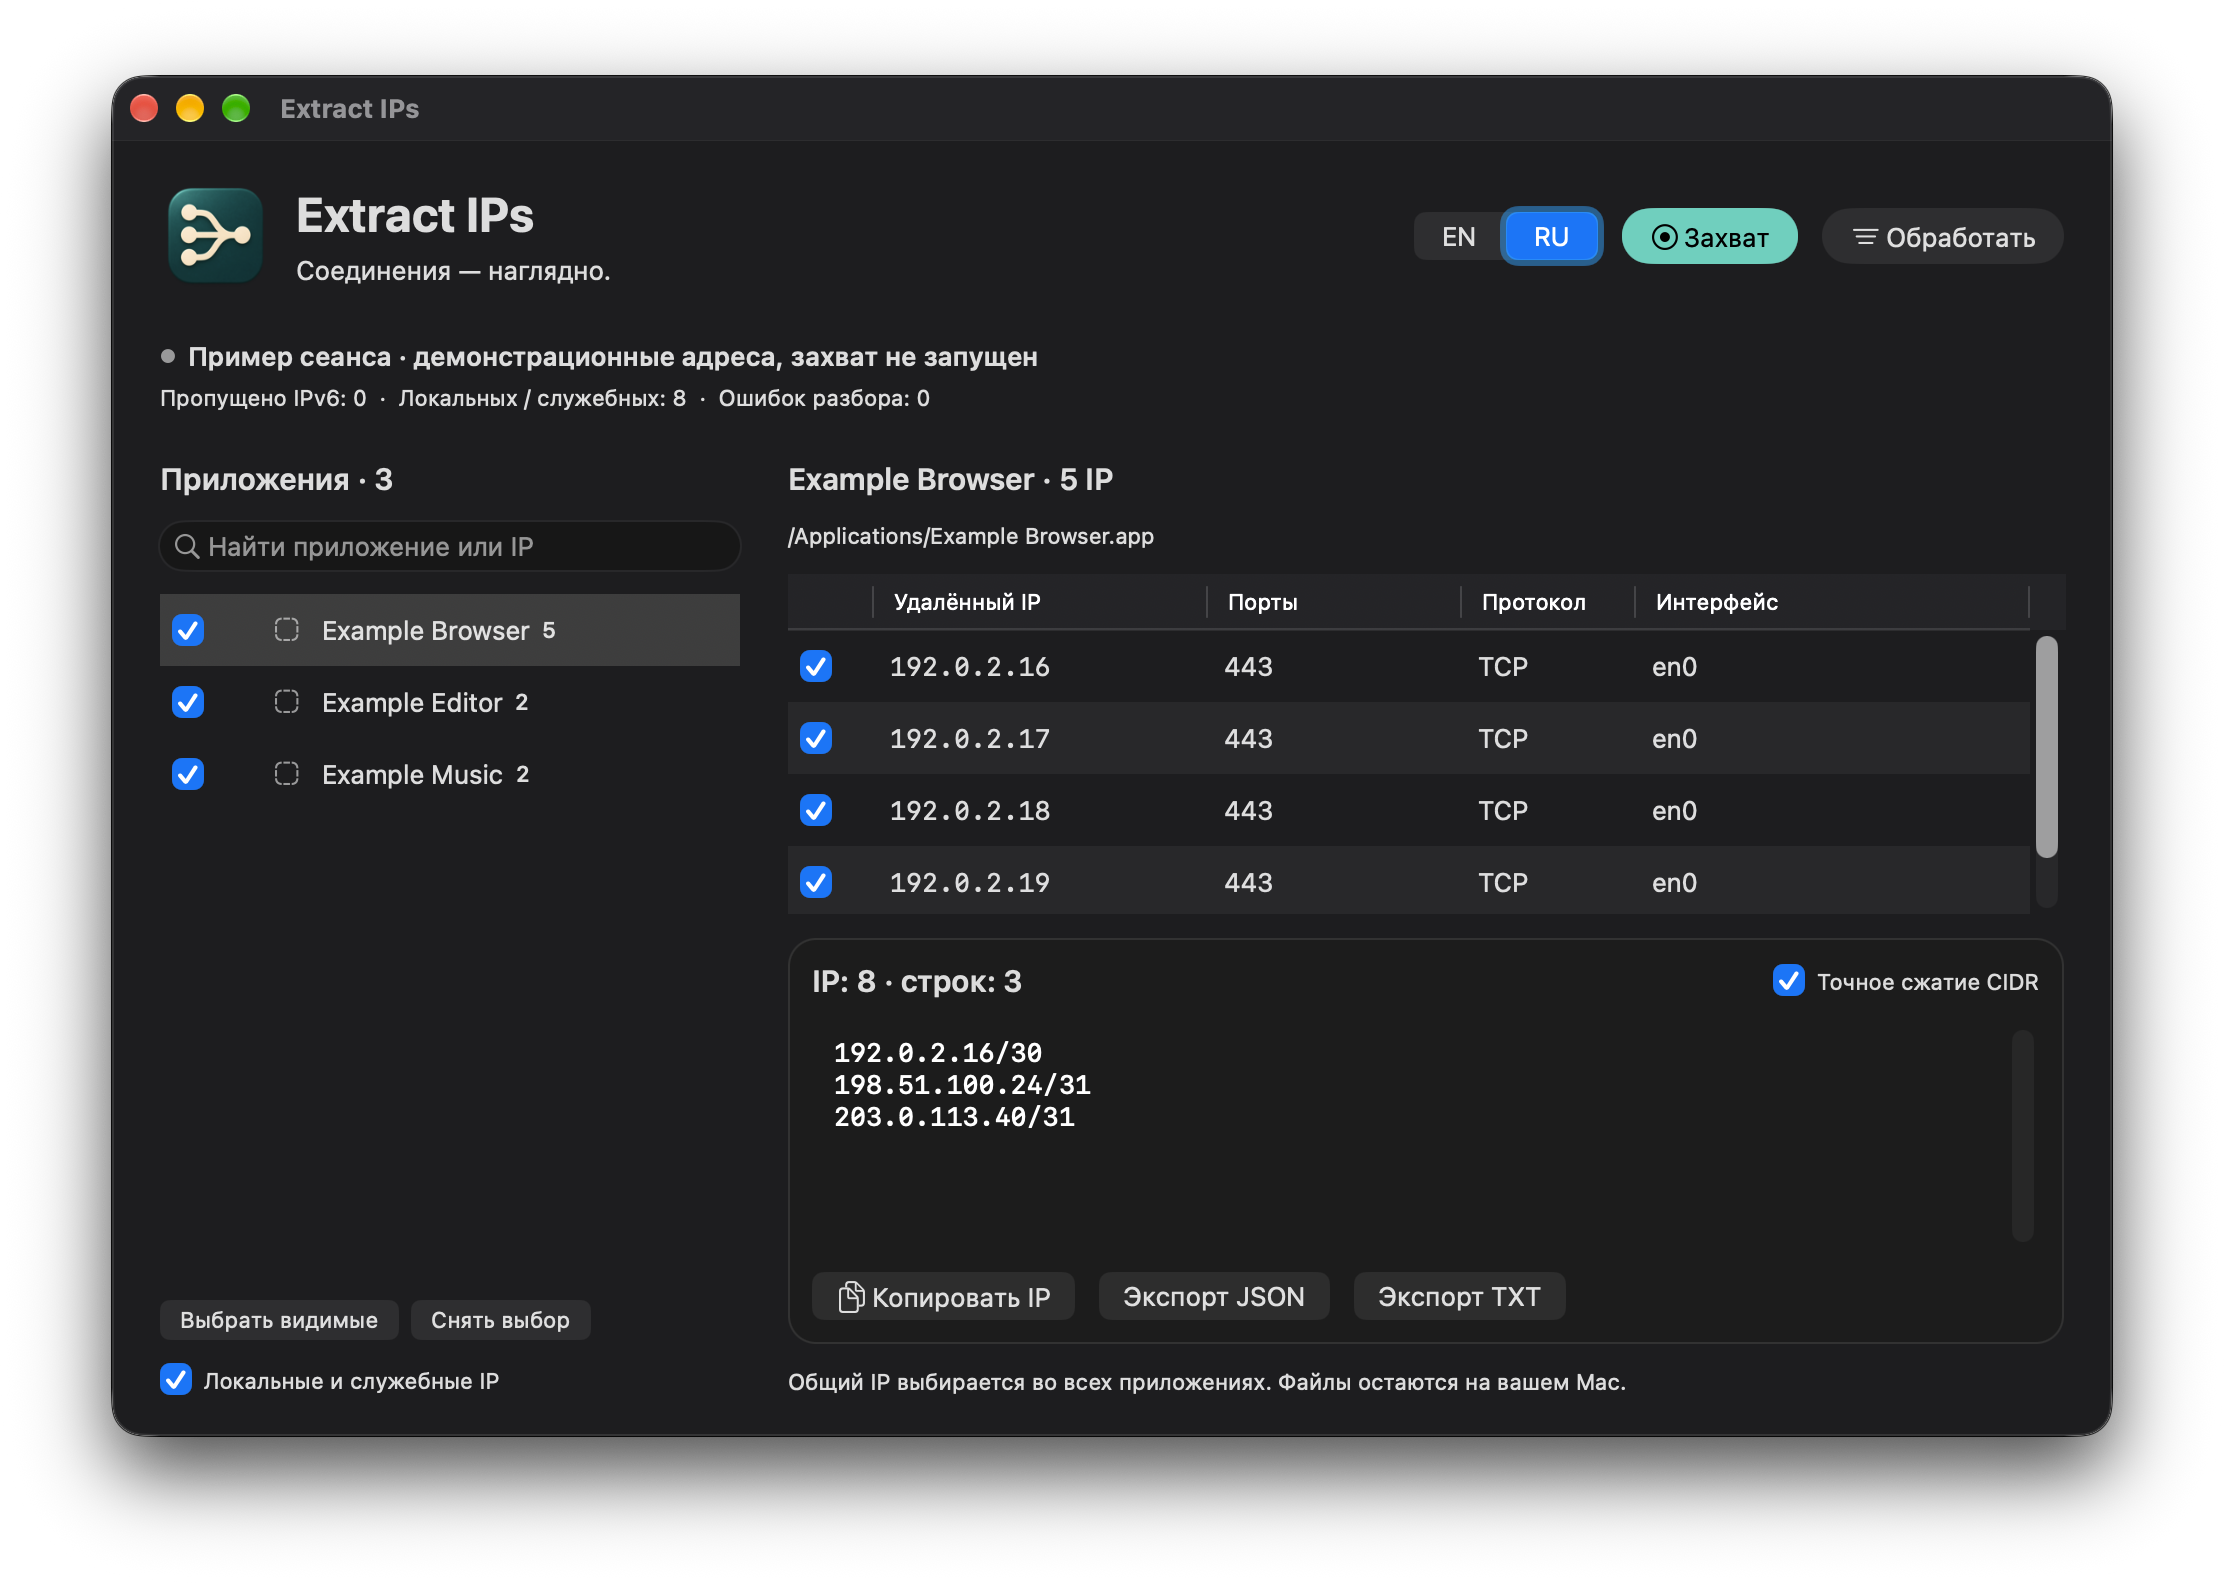 Extract IPs
Extract IPs
Соединения — наглядно.
EN
RU
Захват
Обработать
Пример сеанса · демонстрационные адреса, захват не запущен
Пропущено IPv6: 0 · Локальных / служебных: 8 · Ошибок разбора: 0
Приложения · 3
Найти приложение или IP
Example Browser 5
Example Editor 2
Example Music 2
Выбрать видимые
Снять выбор
Локальные и служебные IP
Example Browser · 5 IP
/Applications/Example Browser.app
Удалённый IP Порты Протокол Интерфейс
192.0.2.16 443 TCP en0
192.0.2.17 443 TCP en0
192.0.2.18 443 TCP en0
192.0.2.19 443 TCP en0
IP: 8 · строк: 3
Точное сжатие CIDR
192.0.2.16/30
198.51.100.24/31
203.0.113.40/31
Копировать IP
Экспорт JSON
Экспорт TXT
Общий IP выбирается во всех приложениях. Файлы остаются на вашем Mac.